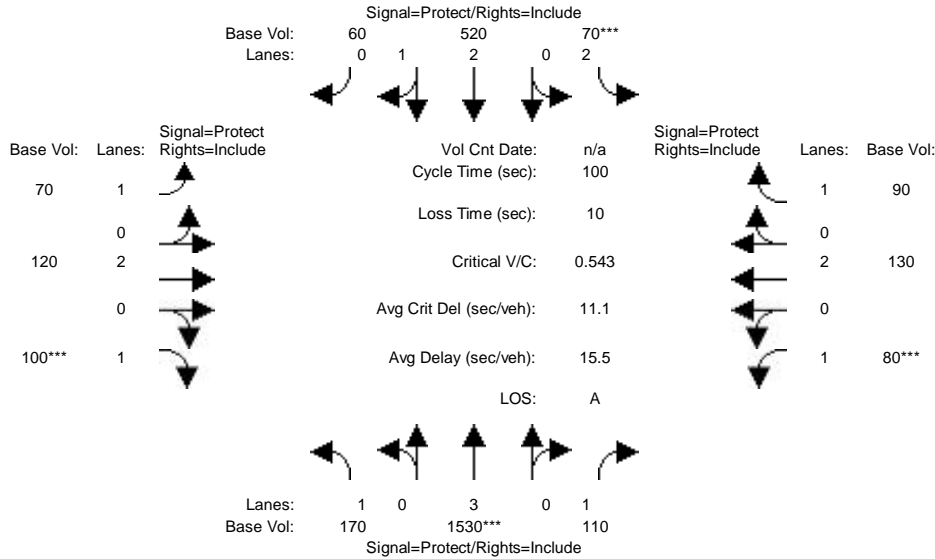 Signal=Protect/Rights=Include
Base Vol: 60 520 70***
Lanes: 0 1 2 0 2
Signal=Protect
Base Vol: Lanes: Rights=Include
Vol Cnt Date: n/a
Signal=Protect
Rights=Include Lanes: Base Vol:
Cycle Time (sec): 100
70 1
1 90
Loss Time (sec): 10
0
0
120 2
Critical V/C: 0.543
2 130
0
Avg Crit Del (sec/veh): 11.1
0
100*** 1
Avg Delay (sec/veh): 15.5
1 80***
LOS: A
Lanes: 1 0 3 0 1
Base Vol: 170 1530*** 110
Signal=Protect/Rights=Include